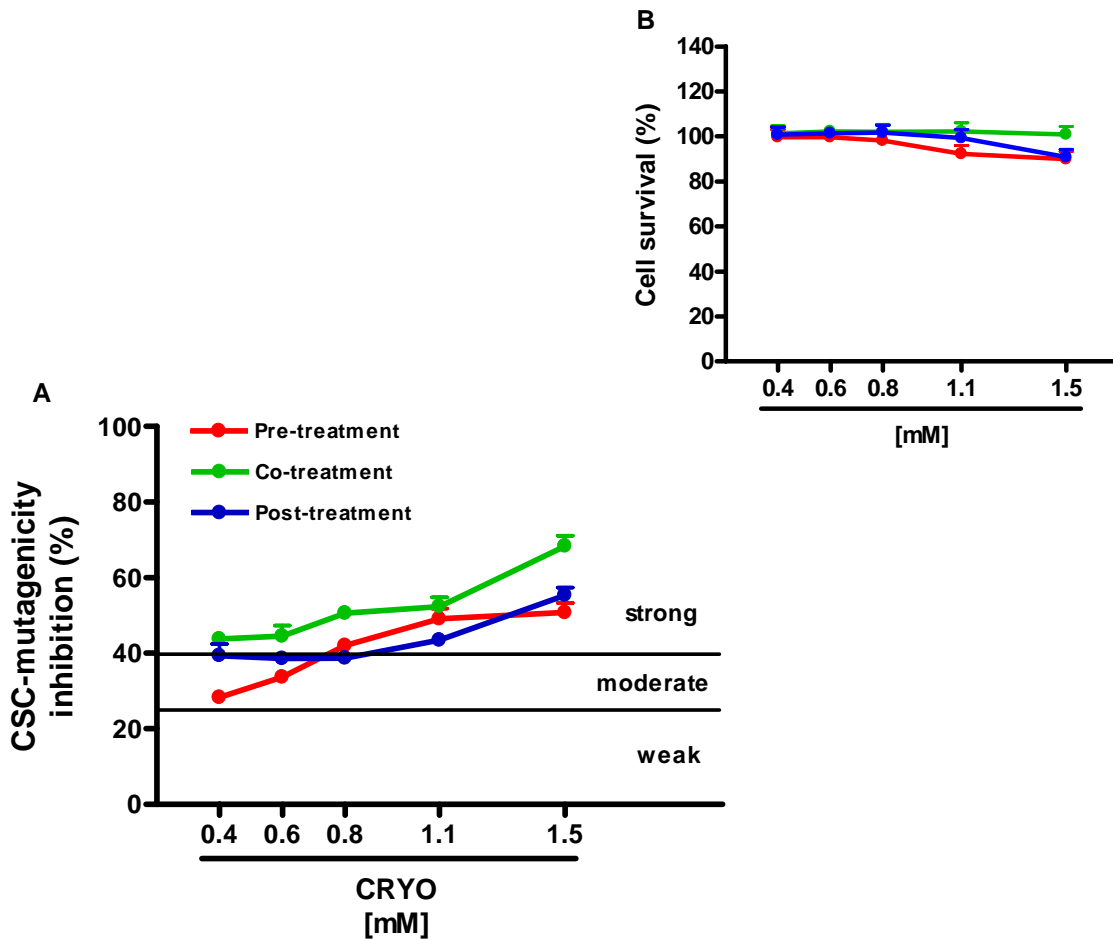 B
Cell survival (%)
140
120
100
80
60
40
20
0
0.4 0.6 0.8 1.1 1.5
[mM]
A
CSC-mutagenicity
inhibition (%)
100
80
60
40
20
0
Pre-treatment
Co-treatment
Post-treatment
strong
moderate
weak
0.4 0.6 0.8 1.1 1.5
CRYO
[mM]